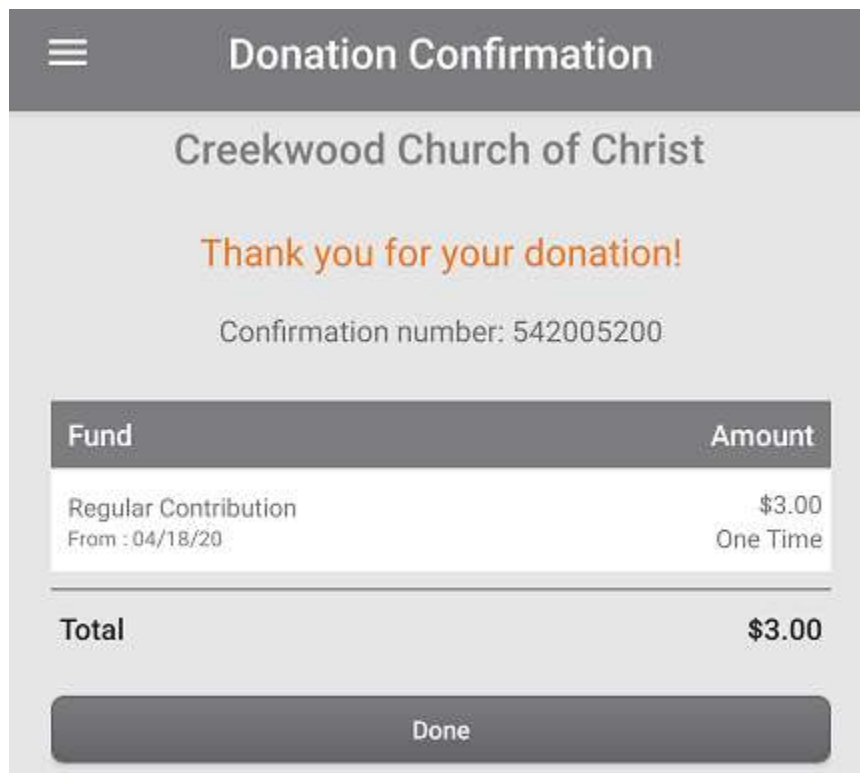 Donation Confirmation
Creekwood Church of Christ
Thank you for your donation!
Confirmation number: 542005200
Fund Amount
Regular Contribution $3.00
From : 04/18/20 One Time
Total $3.00
Done